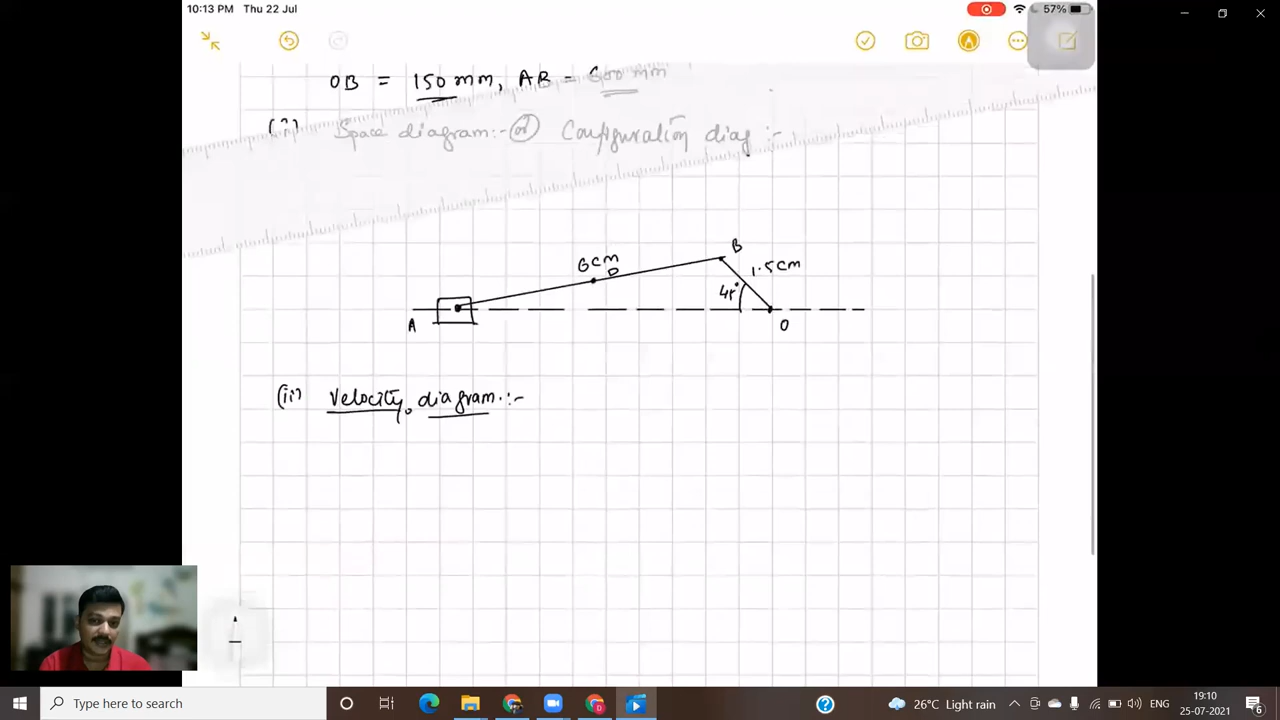 10:13 PM Thu 22 Jul
57%
OB = 150 mm, AB = 600 mm
(i) Space diagram:- or Configuration diag :-
B
6cm
D
1.5cm
45°
A
O
(ii) Velocity diagram:-
Type here to search
26°C Light rain
ENG
19:10
25-07-2021
6